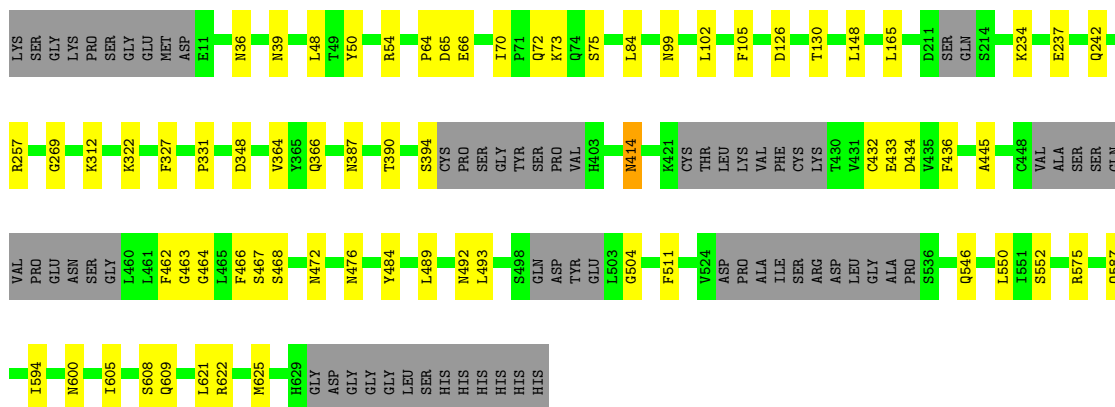 LYS SER GLY LYS PRO SER GLY GLU MET ASP E11 N36 N39 L48 T49 Y50 R54 P64 D65 E66 I70 P71 Q72 K73 Q74 S75 L84 N99 L102 F105 D126 T130 L148 L165 D211 SER GLN S214 K234 E237 Q242
R257 G269 K312 K322 F327 P331 D348 V364 Y365 Q366 N387 T390 S394 CYS PRO SER GLY TYR SER PRO VAL H403 N414 K421 CYS THR LEU LYS VAL PHE CYS LYS T430 V431 C432 E433 D434 V435 F436 A445 C448 VAL ALA SER SER GLN
VAL PRO GLU ASN SER GLY L460 L461 F462 G463 G464 L465 F466 S467 S468 N472 N476 Y484 L489 N492 L493 S498 GLN ASP TYR GLU L503 G504 F511 V524 ASP PRO ALA ILE SER ARG ASP LEU GLY ALA PRO S536 Q546 L550 I551 S552 R575
I594 N600 I605 S608 Q609 L621 R622 M625 H629 GLY ASP GLY GLY GLY LEU SER HIS HIS HIS HIS HIS HIS